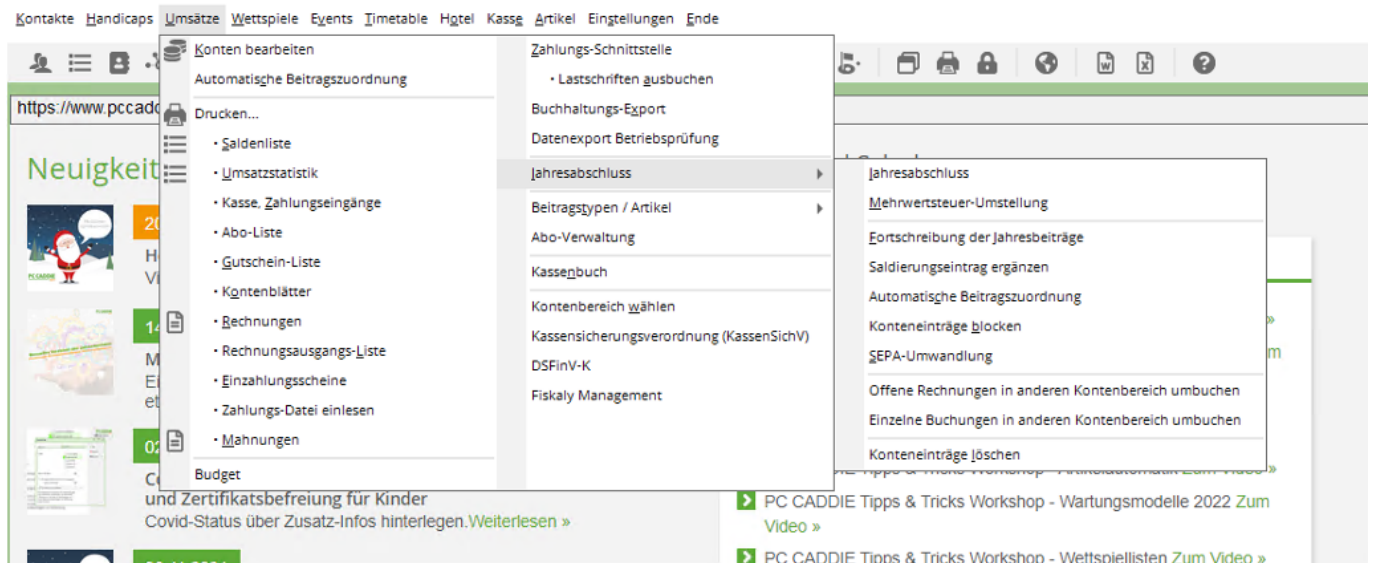 Kontakte Handicaps Umsätze Wettspiele Events Timetable Hotel Kasse Artikel Einstellungen Ende
https://www.pccadd
Konten bearbeiten
Automatische Beitragszuordnung
Drucken...
• Saldenliste
• Umsatzstatistik
• Kasse, Zahlungseingänge
• Abo-Liste
• Gutschein-Liste
• Kontenblätter
• Rechnungen
• Rechnungsausgangs-Liste
• Einzahlungsscheine
• Zahlungs-Datei einlesen
• Mahnungen
Budget
Zahlungs-Schnittstelle
• Lastschriften ausbuchen
Buchhaltungs-Export
Datenexport Betriebsprüfung
Jahresabschluss
Beitragstypen / Artikel
Abo-Verwaltung
Kassenbuch
Kontenbereich wählen
Kassensicherungsverordnung (KassenSichV)
DSFinV-K
Fiskaly Management
Jahresabschluss
Mehrwertsteuer-Umstellung
Fortschreibung der Jahresbeiträge
Saldierungseintrag ergänzen
Automatische Beitragszuordnung
Konteneinträge blocken
SEPA-Umwandlung
Offene Rechnungen in anderen Kontenbereich umbuchen
Einzelne Buchungen in anderen Kontenbereich umbuchen
Konteneinträge löschen
Neuigkeit
PC CADDIE
und Zertifikatsbefreiung für Kinder
Covid-Status über Zusatz-Infos hinterlegen.Weiterlesen »
PC CADDIE Tipps & Tricks Workshop - Wartungsmodelle 2022 Zum
Video »
PC CADDIE Tipps & Tricks Workshop - Wettspiellisten Zum Video »